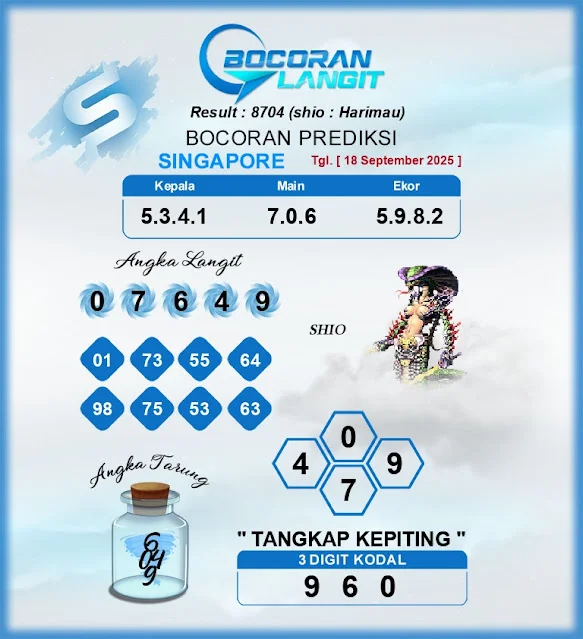 S
BOCORAN
LANGIT
Result : 8704 (shio : Harimau)
BOCORAN PREDIKSI
SINGAPORE Tgl. [ 18 September 2025 ]
Kepala Main Ekor
5.3.4.1 7.0.6 5.9.8.2
Angka Langit
0 7 6 4 9
SHIO
01 73 55 64
98 75 53 63
0
4 9
7
Angka Tarung
6
04
9
" TANGKAP KEPITING "
3 DIGIT KODAL
9 6 0